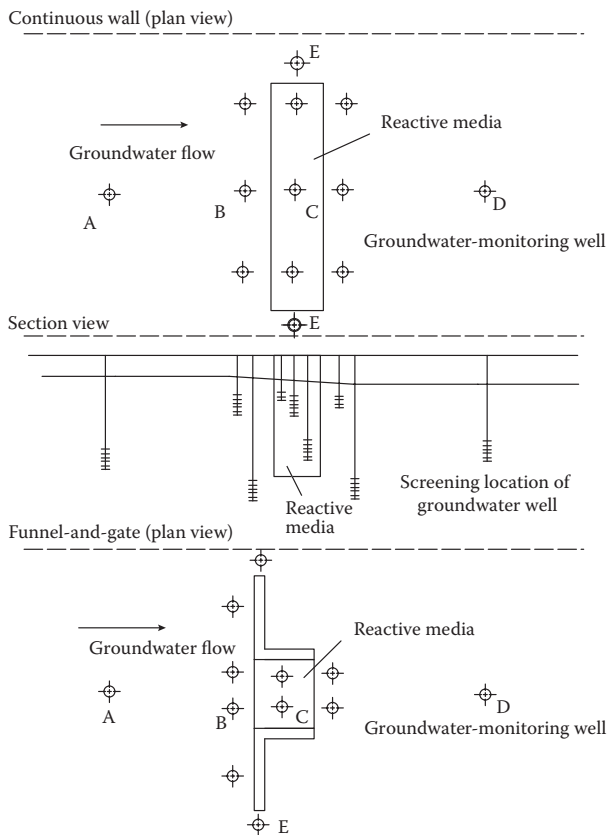 Continuous wall (plan view)
E
Reactive media
Groundwater flow
A
B
C
D
Groundwater-monitoring well
E
Section view
Screening location of
groundwater well
Reactive
media
Funnel-and-gate (plan view)
Reactive media
Groundwater flow
A
B
C
D
Groundwater-monitoring well
E